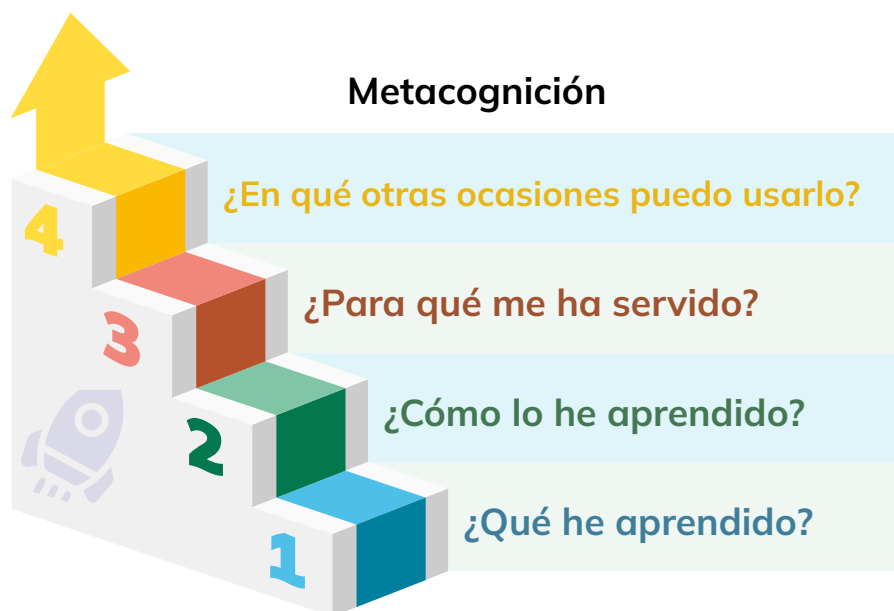 Metacognición
4
¿En qué otras ocasiones puedo usarlo?
3
¿Para qué me ha servido?
2
¿Cómo lo he aprendido?
1
¿Qué he aprendido?